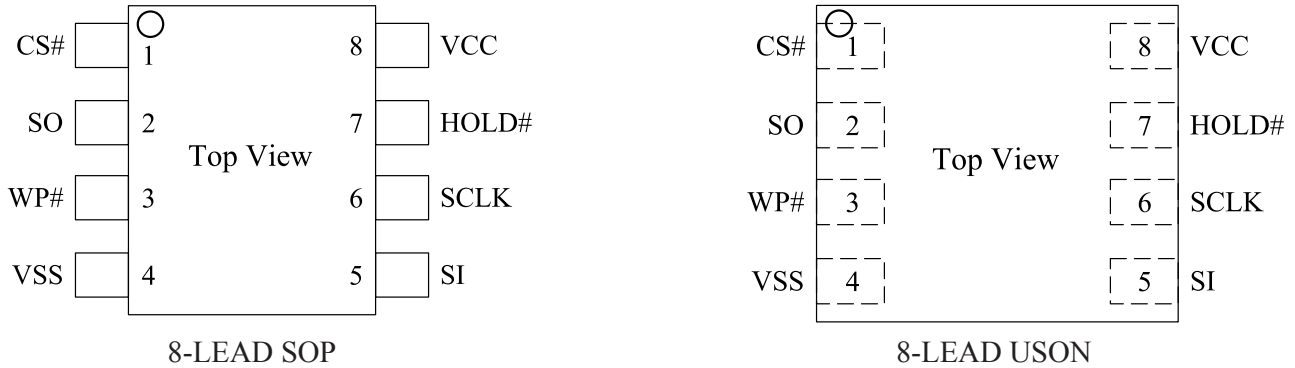 CS# 1 8 VCC
SO 2 7 HOLD#
Top View
WP# 3 6 SCLK
VSS 4 5 SI
8-LEAD SOP
CS# 1 8 VCC
SO 2 7 HOLD#
Top View
WP# 3 6 SCLK
VSS 4 5 SI
8-LEAD USON